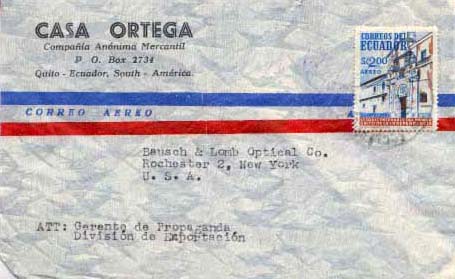 CASA ORTEGA
Compañía Anónima Mercantil
P. O. Box 2734
Quito - Ecuador, South - América.
CORREOS DEL
ECUADOR
S/.2.00
AEREO
CORREO AEREO
Bausch & Lomb Optical Co.
Rochester 2, New York
U. S. A.
ATT: Gerente de Propaganda
División de Exportación